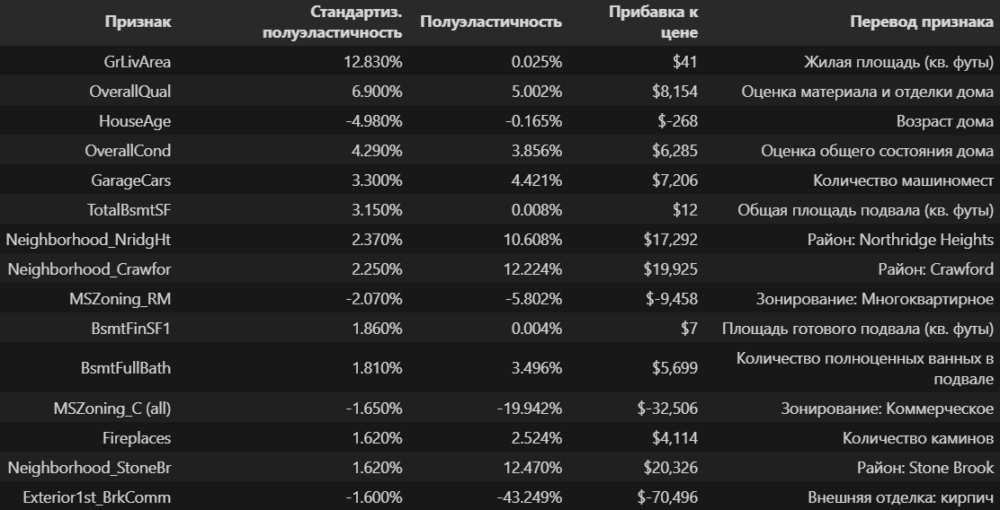 Признак Стандартиз. полуэластичность Полуэластичность Прибавка к цене Перевод признака
GrLivArea 12.830% 0.025% $41 Жилая площадь (кв. футы)
OverallQual 6.900% 5.002% $8,154 Оценка материала и отделки дома
HouseAge -4.980% -0.165% $-268 Возраст дома
OverallCond 4.290% 3.856% $6,285 Оценка общего состояния дома
GarageCars 3.300% 4.421% $7,206 Количество машиномест
TotalBsmtSF 3.150% 0.008% $12 Общая площадь подвала (кв. футы)
Neighborhood_NridgHt 2.370% 10.608% $17,292 Район: Northridge Heights
Neighborhood_Crawfor 2.250% 12.224% $19,925 Район: Crawford
MSZoning_RM -2.070% -5.802% $-9,458 Зонирование: Многоквартирное
BsmtFinSF1 1.860% 0.004% $7 Площадь готового подвала (кв. футы)
BsmtFullBath 1.810% 3.496% $5,699 Количество полноценных ванных в подвале
MSZoning_C (all) -1.650% -19.942% $-32,506 Зонирование: Коммерческое
Fireplaces 1.620% 2.524% $4,114 Количество каминов
Neighborhood_StoneBr 1.620% 12.470% $20,326 Район: Stone Brook
Exterior1st_BrkComm -1.600% -43.249% $-70,496 Внешняя отделка: кирпич